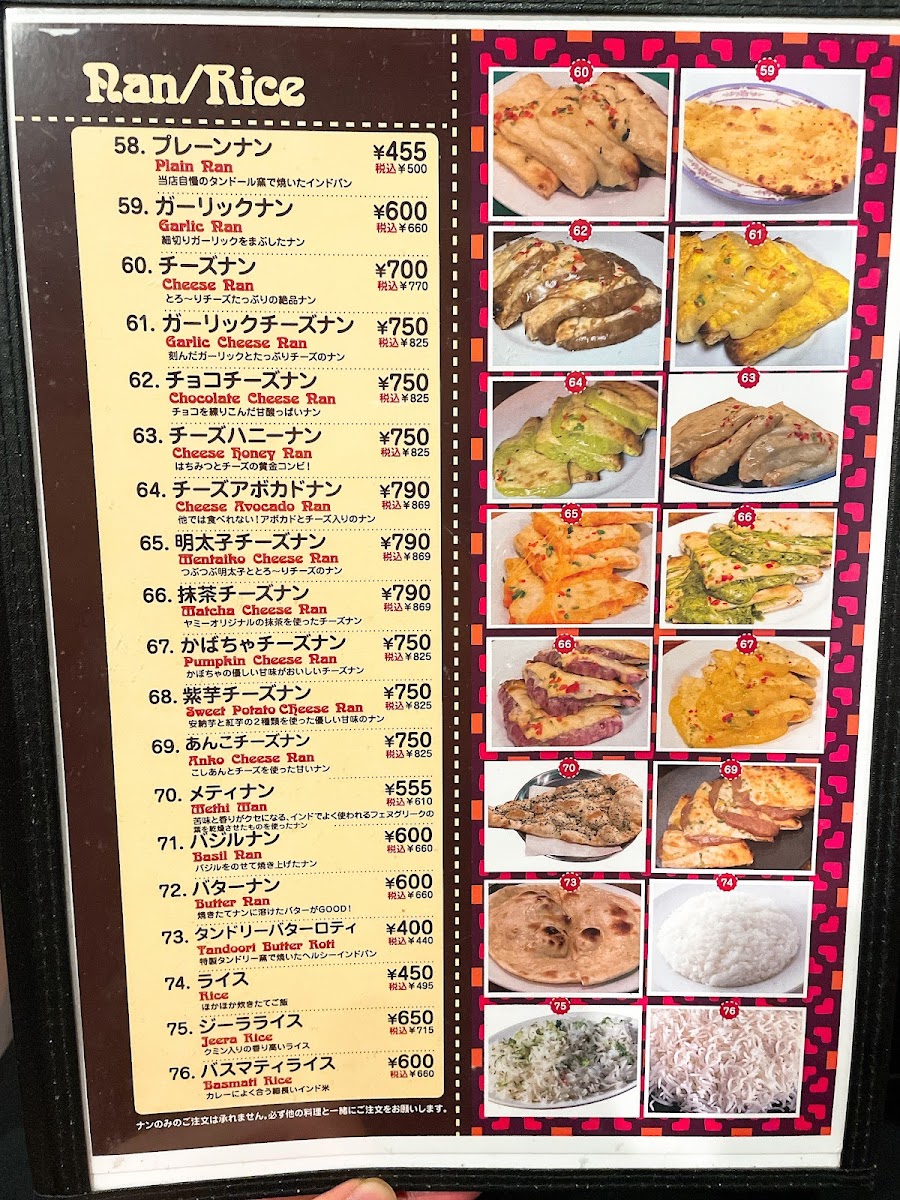 Nan/Rice
58. プレーンナン ¥455
Plain Nan 税込¥500
当店自慢のタンドール窯で焼いたインドパン
59. ガーリックナン ¥600
Garlic Nan 税込¥660
細切りガーリックをまぶしたナン
60. チーズナン ¥700
Cheese Nan 税込¥770
とろ〜りチーズたっぷりの絶品ナン
61. ガーリックチーズナン ¥750
Garlic Cheese Nan 税込¥825
刻んだガーリックとたっぷりチーズのナン
62. チョコチーズナン ¥750
Chocolate Cheese Nan 税込¥825
チョコを練りこんだ甘酸っぱいナン
63. チーズハニーナン ¥750
Cheese Honey Nan 税込¥825
はちみつとチーズの黄金コンビ!
64. チーズアボカドナン ¥790
Cheese Avocado Nan 税込¥869
他では食べれない!アボカドとチーズ入りのナン
65. 明太子チーズナン ¥790
Mentaiko Cheese Nan 税込¥869
つぶつぶ明太子ととろ〜りチーズのナン
66. 抹茶チーズナン ¥790
Matcha Cheese Nan 税込¥869
ヤミーオリジナルの抹茶を使ったチーズナン
67. かぼちゃチーズナン ¥750
Pumpkin Cheese Nan 税込¥825
かぼちゃの優しい甘味がおいしいチーズナン
68. 紫芋チーズナン ¥750
Sweet Potato Cheese Nan 税込¥825
安納芋と紅芋の2種類を使った優しい甘味のナン
69. あんこチーズナン ¥750
Anko Cheese Nan 税込¥825
こしあんとチーズを使った甘いナン
70. メティナン ¥555
Methi Man 税込¥610
苦味と香りがクセになる、インドでよく使われるフェヌグリークの
葉を乾燥させたものを使ったナン
71. バジルナン ¥600
Basil Nan 税込¥660
バジルをのせて焼き上げたナン
72. バターナン ¥600
Butter Nan 税込¥660
焼きたてナンに溶けたバターがGOOD!
73. タンドリーバターロティ ¥400
Tandoori Butter Roti 税込¥440
特製タンドリー窯で焼いたヘルシーインドパン
74. ライス ¥450
Rice 税込¥495
ほかほか炊きたてご飯
75. ジーラライス ¥650
Jeera Rice 税込¥715
クミン入りの香り高いライス
76. バスマティライス ¥600
Basmati Rice 税込¥660
カレーによく合う細長いインド米
ナンのみのご注文は承れません。必ず他の料理と一緒にご注文をお願いします。
60
59
62
61
64
63
65
66
66
67
70
69
73
74
75
76